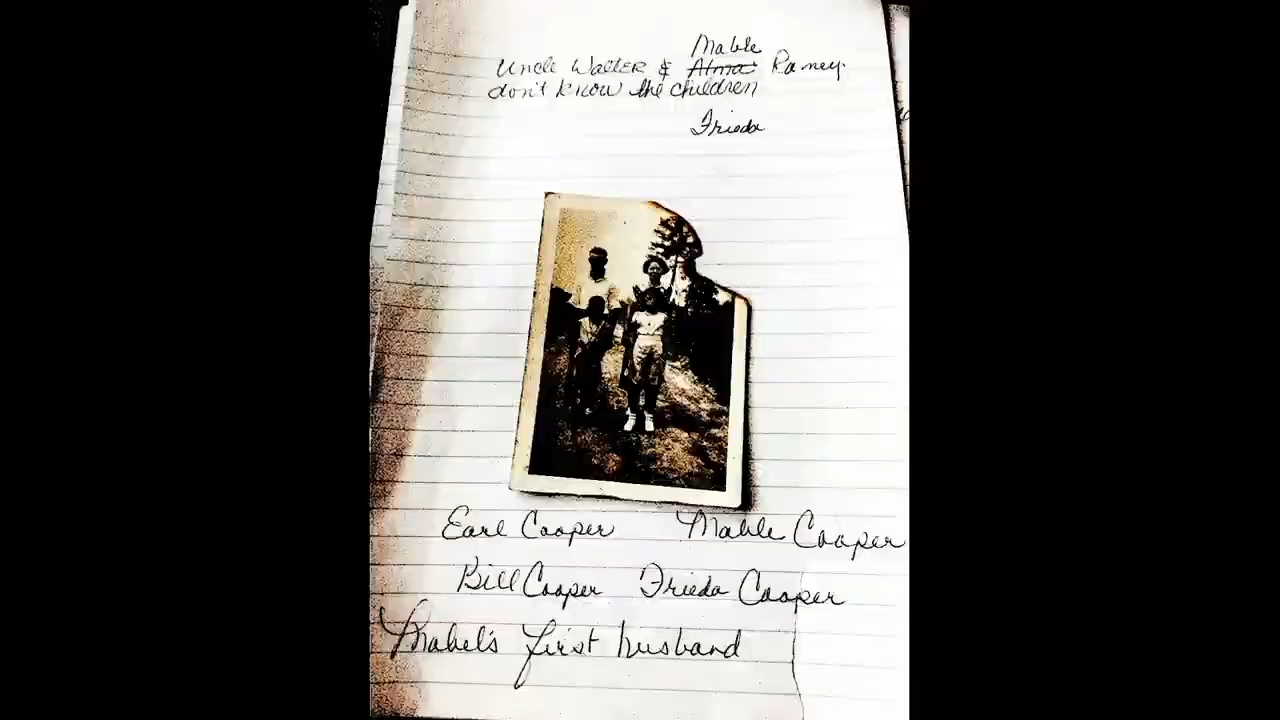 Mable
Uncle Walter & Alma Ramey.
don't know the children
Frieda
Earl Cooper Mable Cooper
Bill Cooper Frieda Cooper
Mabel's first husband